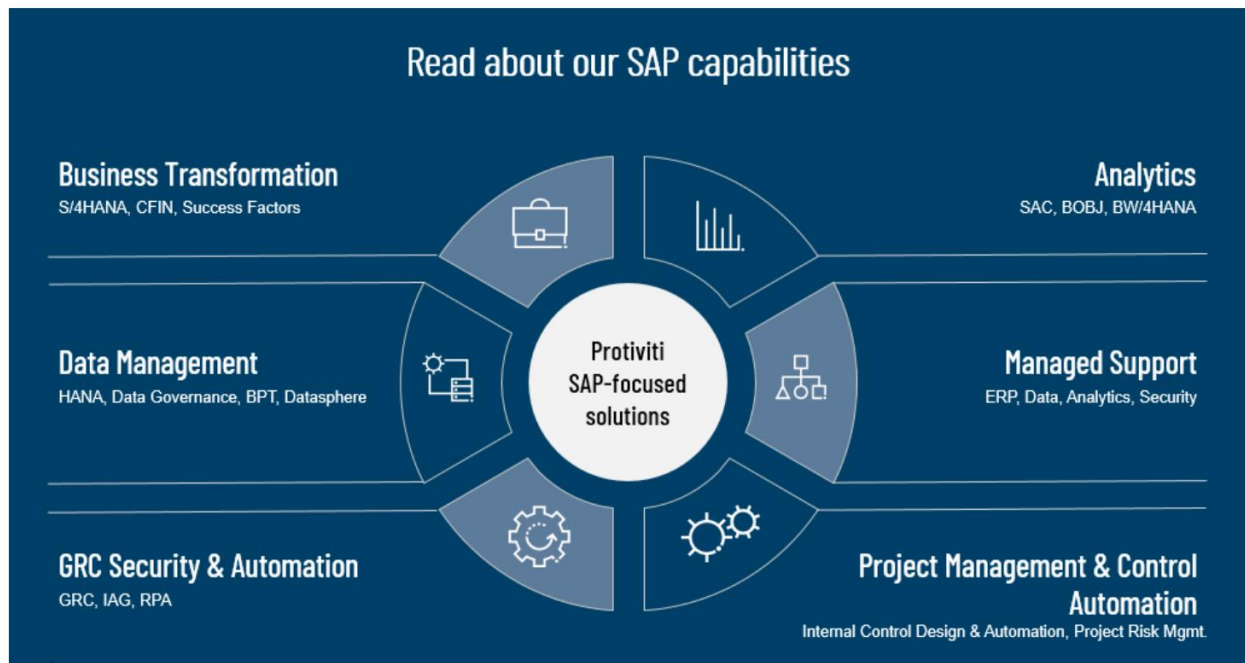 Read about our SAP capabilities
Business Transformation
S/4HANA, CFIN, Success Factors
Analytics
SAC, BOBJ, BW/4HANA
Data Management
HANA, Data Governance, BPT, Datasphere
Protiviti
SAP-focused
solutions
Managed Support
ERP, Data, Analytics, Security
GRC Security & Automation
GRC, IAG, RPA
Project Management & Control
Automation
Internal Control Design & Automation, Project Risk Mgmt.